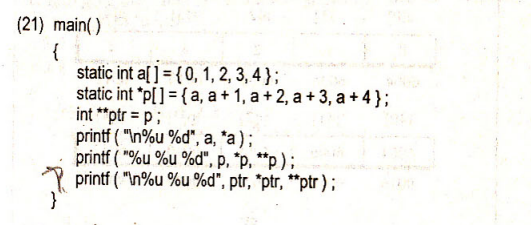 (21) main( )
{
static int a[ ] = { 0, 1, 2, 3, 4 } ;
static int *p[ ] = { a, a + 1, a + 2, a + 3, a + 4 } ;
int **ptr = p ;
printf ( "\n%u %d", a, *a ) ;
printf ( "%u %u %d", p, *p, **p ) ;
printf ( "\n%u %u %d", ptr, *ptr, **ptr ) ;
}